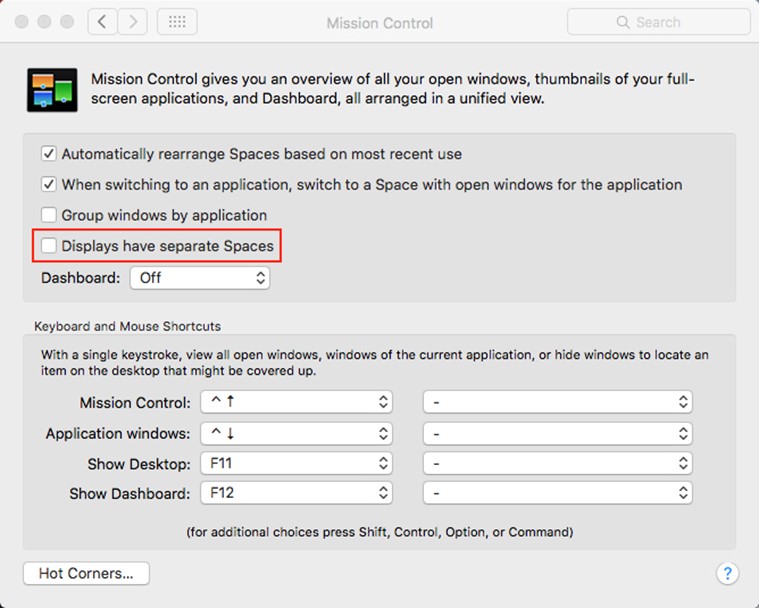 Mission Control
Search
Mission Control gives you an overview of all your open windows, thumbnails of your full-
screen applications, and Dashboard, all arranged in a unified view.
Automatically rearrange Spaces based on most recent use
When switching to an application, switch to a Space with open windows for the application
Group windows by application
Displays have separate Spaces
Dashboard: Off
Keyboard and Mouse Shortcuts
With a single keystroke, view all open windows, windows of the current application, or hide windows to locate an
item on the desktop that might be covered up.
Mission Control: ^ ↑ -
Application windows: ^ ↓ -
Show Desktop: F11 -
Show Dashboard: F12 -
(for additional choices press Shift, Control, Option, or Command)
Hot Corners... ?